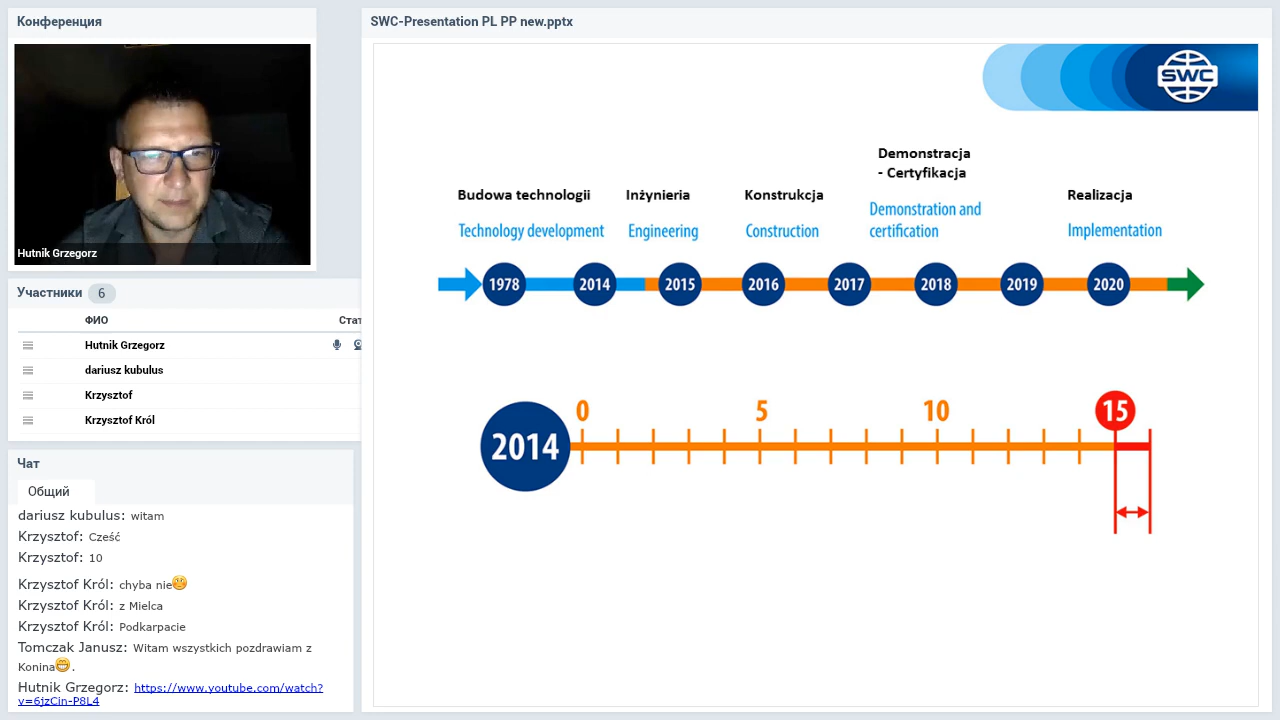 Конференция
Hutnik Grzegorz
Участники 6
ФИО Стат
Hutnik Grzegorz
dariusz kubulus
Krzysztof
Krzysztof Król
Чат
Общий
dariusz kubulus: witam
Krzysztof: Cześć
Krzysztof: 10
Krzysztof Król: chyba nie
Krzysztof Król: z Mielca
Krzysztof Król: Podkarpacie
Tomczak Janusz: Witam wszystkich pozdrawiam z
Konina.
Hutnik Grzegorz: https://www.youtube.com/watch?
v=6jzCin-P8L4
SWC-Presentation PL PP new.pptx
SWC
Demonstracja
- Certyfikacja
Budowa technologii Inżynieria Konstrukcja Realizacja
Demonstration and
certification
Technology development Engineering Construction Implementation
1978 2014 2015 2016 2017 2018 2019 2020
0 5 10 15
2014